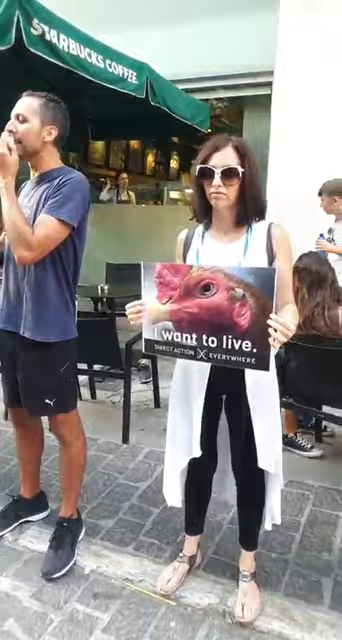 STARBUCKS COFFEE
I want to live.
DIRECT ACTION EVERYWHERE